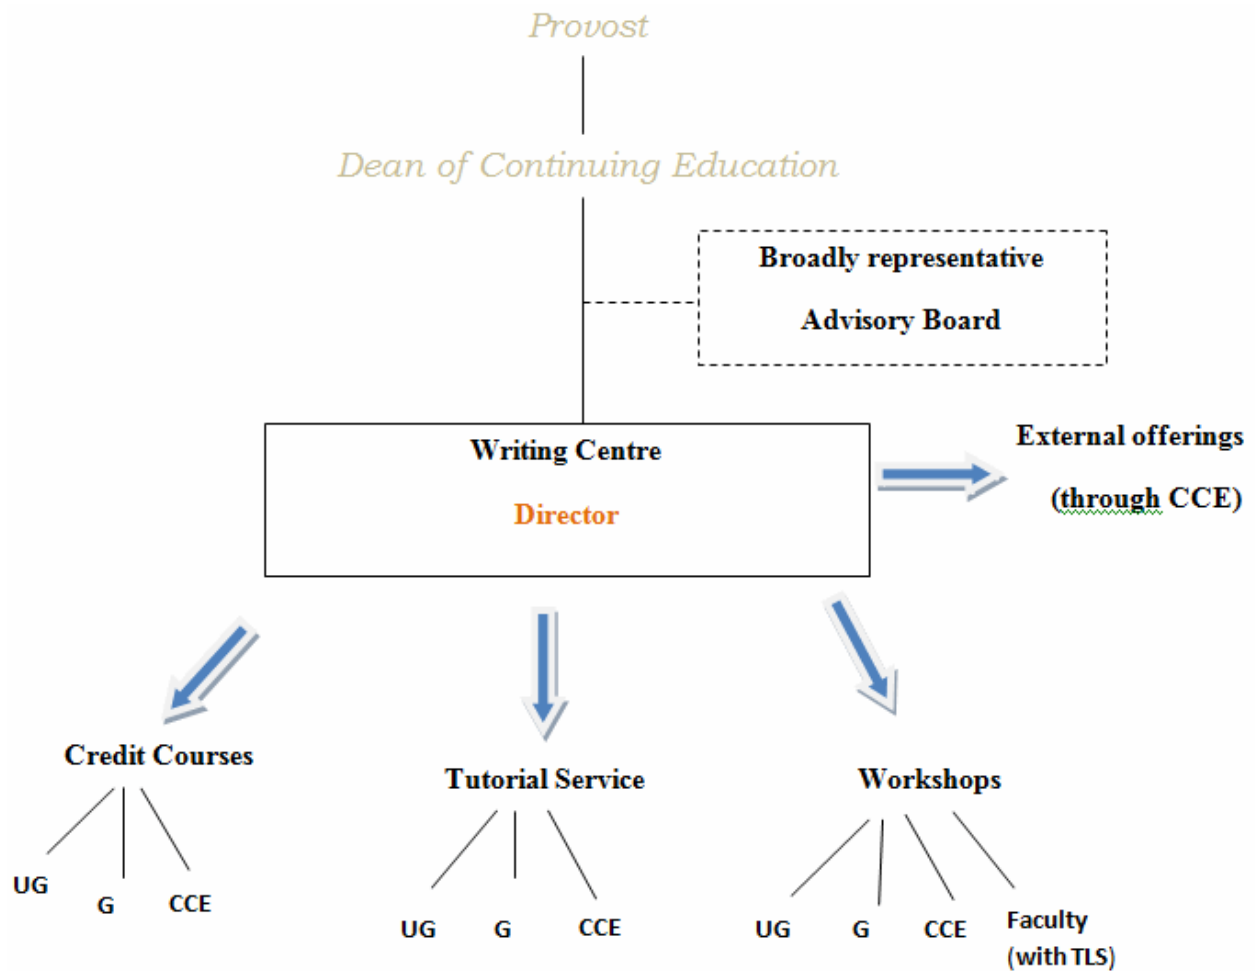 Provost
Dean of Continuing Education
Broadly representative
Advisory Board
Writing Centre
Director
External offerings
(through CCE)
Credit Courses
Tutorial Service
Workshops
UG
G
CCE
UG
G
CCE
UG
G
CCE
Faculty
(with TLS)